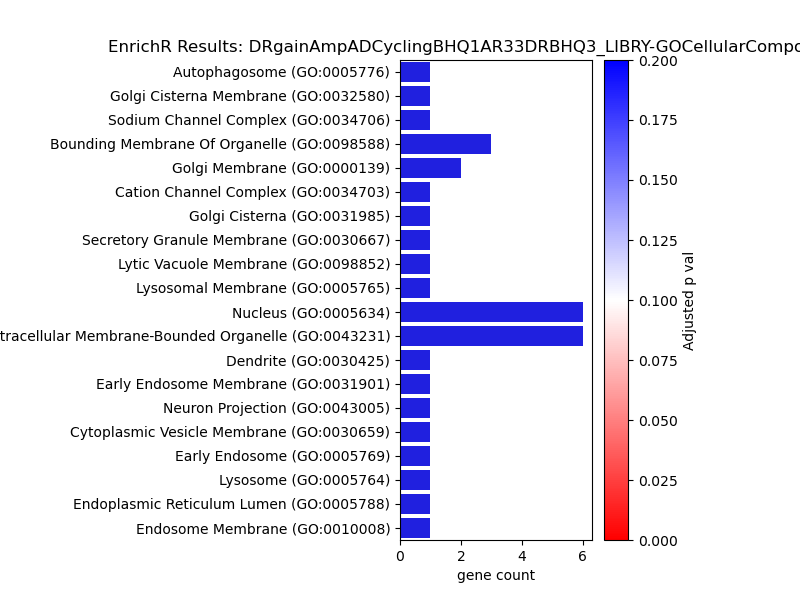 EnrichR Results: DRgainAmpADCyclingBHQ1AR33DRBHQ3_LIBRY-GOCellularCompo
Autophagosome (GO:0005776)
Golgi Cisterna Membrane (GO:0032580)
Sodium Channel Complex (GO:0034706)
Bounding Membrane Of Organelle (GO:0098588)
Golgi Membrane (GO:0000139)
Cation Channel Complex (GO:0034703)
Golgi Cisterna (GO:0031985)
Secretory Granule Membrane (GO:0030667)
Lytic Vacuole Membrane (GO:0098852)
Lysosomal Membrane (GO:0005765)
Nucleus (GO:0005634)
tracellular Membrane-Bounded Organelle (GO:0043231)
Dendrite (GO:0030425)
Early Endosome Membrane (GO:0031901)
Neuron Projection (GO:0043005)
Cytoplasmic Vesicle Membrane (GO:0030659)
Early Endosome (GO:0005769)
Lysosome (GO:0005764)
Endoplasmic Reticulum Lumen (GO:0005788)
Endosome Membrane (GO:0010008)
0 2 4 6
gene count
0.200
0.175
0.150
0.125
0.100
0.075
0.050
0.025
0.000
Adjusted p val